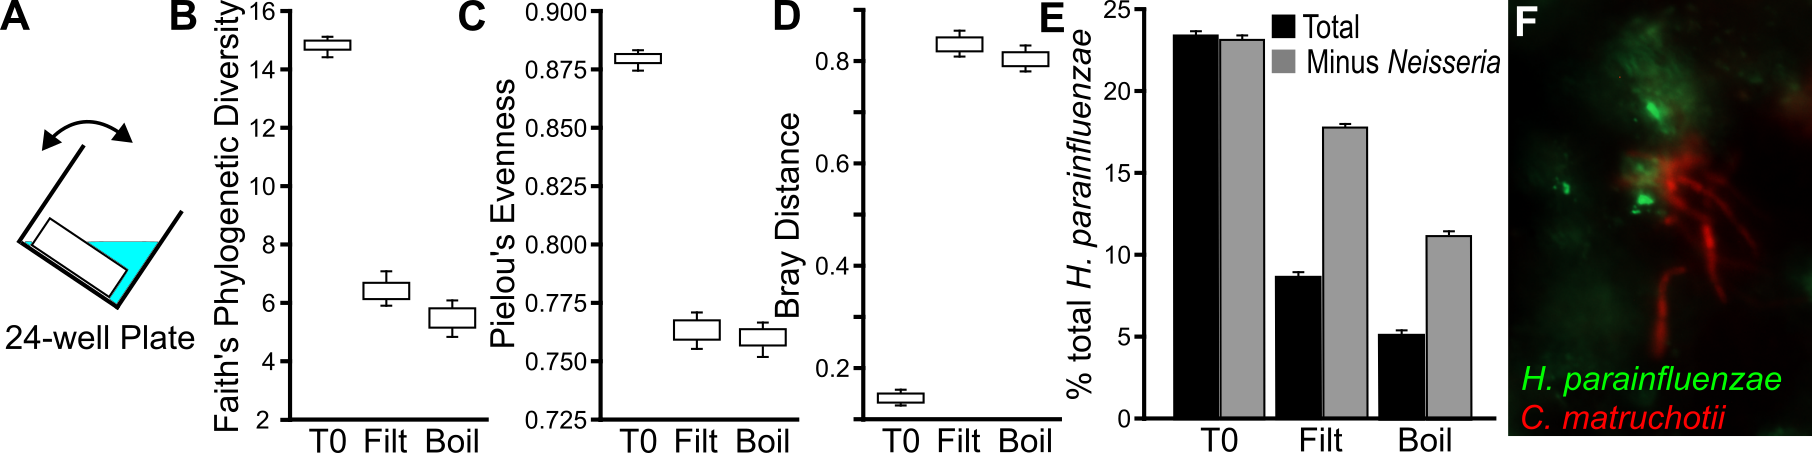 A
24-well Plate
B
Faith's Phylogenetic Diversity
16
14
12
10
8
6
4
2
T0 Filt Boil
C
Pielou's Evenness
0.900
0.875
0.850
0.825
0.800
0.775
0.750
0.725
T0 Filt Boil
D
Bray Distance
0.8
0.6
0.4
0.2
T0 Filt Boil
E
% total H. parainfluenzae
25
20
15
10
5
0
Total
Minus Neisseria
T0 Filt Boil
F
H. parainfluenzae
C. matruchotii